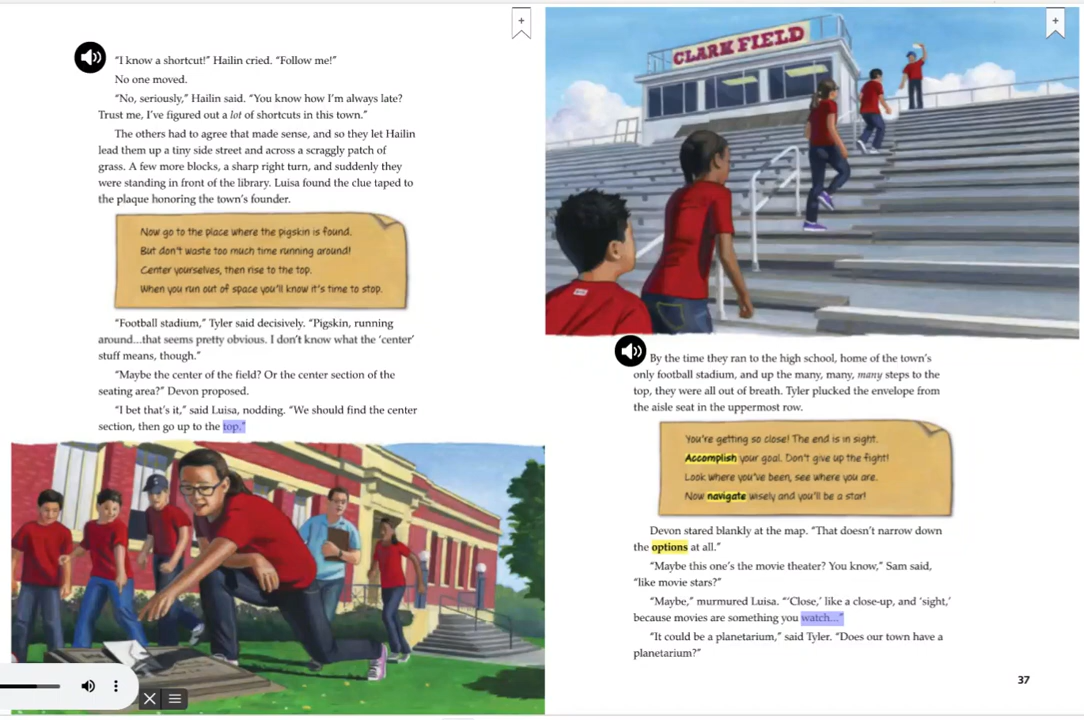 “I know a shortcut!” Hailin cried. “Follow me!”
No one moved.
“No, seriously,” Hailin said. “You know how I’m always late?
Trust me, I’ve figured out a lot of shortcuts in this town.”
The others had to agree that made sense, and so they let Hailin
lead them up a tiny side street and across a scraggly patch of
grass. A few more blocks, a sharp right turn, and suddenly they
were standing in front of the library. Luisa found the clue taped to
the plaque honoring the town’s founder.
Now go to the place where the pigskin is found.
But don’t waste too much time running around!
Center yourselves, then rise to the top.
When you run out of space you’ll know it’s time to stop.
“Football stadium,” Tyler said decisively. “Pigskin, running
around...that seems pretty obvious. I don’t know what the ‘center’
stuff means, though.”
“Maybe the center of the field? Or the center section of the
seating area?” Devon proposed.
“I bet that’s it,” said Luisa, nodding. “We should find the center
section, then go up to the top.”
CLARK FIELD
By the time they ran to the high school, home of the town’s
only football stadium, and up the many, many, many steps to the
top, they were all out of breath. Tyler plucked the envelope from
the aisle seat in the uppermost row.
You’re getting so close! The end is in sight.
Accomplish your goal. Don’t give up the fight!
Look where you’ve been, see where you are.
Now navigate wisely and you’ll be a star!
Devon stared blankly at the map. “That doesn’t narrow down
the options at all.”
“Maybe this one’s the movie theater? You know,” Sam said,
“like movie stars?”
“Maybe,” murmured Luisa. “‘Close,’ like a close-up, and ‘sight,’
because movies are something you watch...”
“It could be a planetarium,” said Tyler. “Does our town have a
planetarium?”
37